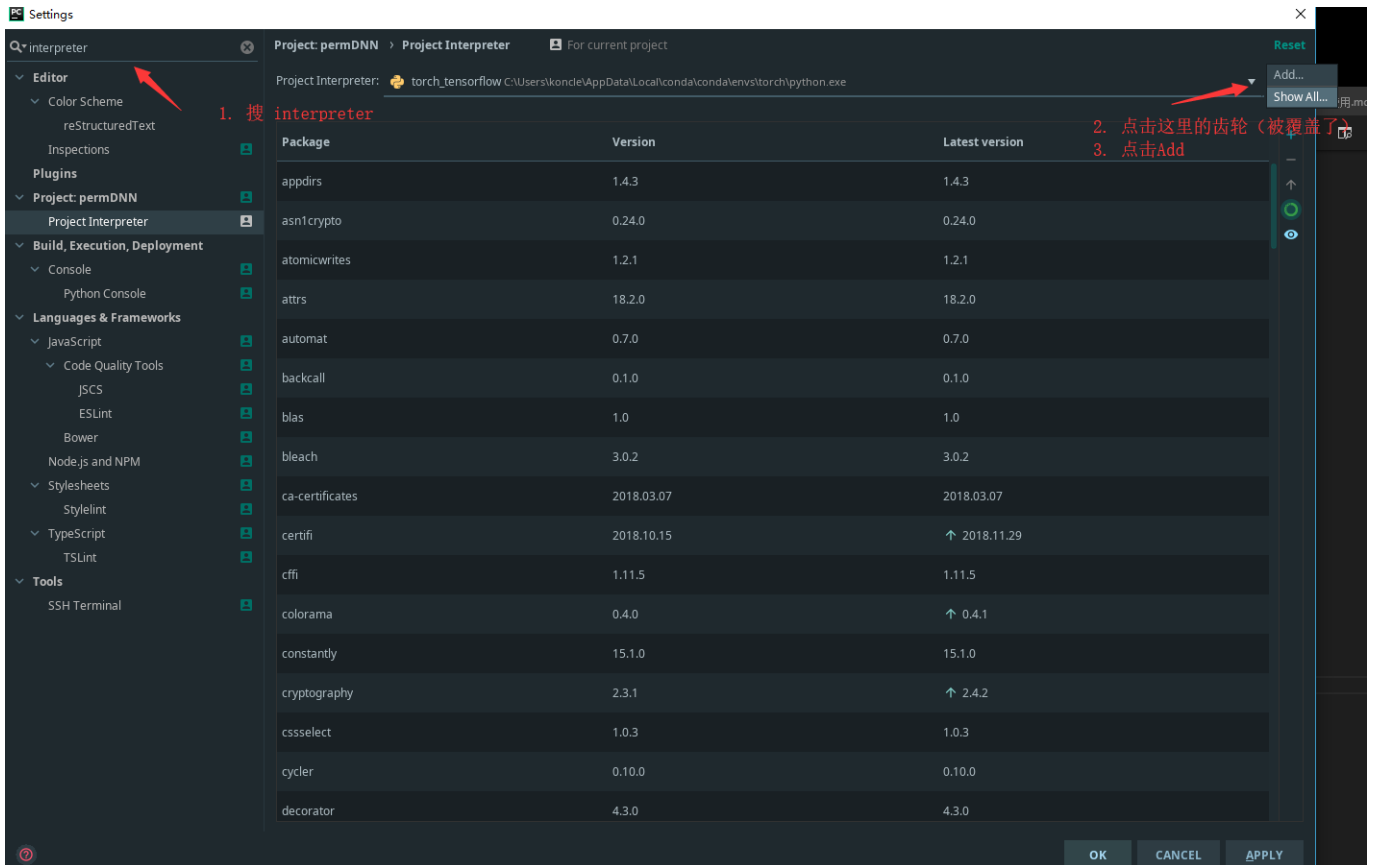 PC Settings
interpreter
Project: permDNN › Project Interpreter For current project Reset
Editor
Project Interpreter: torch_tensorflow C:\Users\koncle\AppData\Local\conda\conda\envs\torch\python.exe
Add...
Show All...
用.mc
Color Scheme
reStructuredText
Inspections
Plugins
Project: permDNN
Project Interpreter
Build, Execution, Deployment
Console
Python Console
Languages & Frameworks
JavaScript
Code Quality Tools
JSCS
ESLint
Bower
Node.js and NPM
Stylesheets
Stylelint
TypeScript
TSLint
Tools
SSH Terminal
1. 搜 interpreter
2. 点击这里的齿轮（被覆盖了）
3. 点击Add
Package Version Latest version
appdirs 1.4.3 1.4.3
asn1crypto 0.24.0 0.24.0
atomicwrites 1.2.1 1.2.1
attrs 18.2.0 18.2.0
automat 0.7.0 0.7.0
backcall 0.1.0 0.1.0
blas 1.0 1.0
bleach 3.0.2 3.0.2
ca-certificates 2018.03.07 2018.03.07
certifi 2018.10.15 2018.11.29
cffi 1.11.5 1.11.5
colorama 0.4.0 0.4.1
constantly 15.1.0 15.1.0
cryptography 2.3.1 2.4.2
cssselect 1.0.3 1.0.3
cycler 0.10.0 0.10.0
decorator 4.3.0 4.3.0
OK CANCEL APPLY